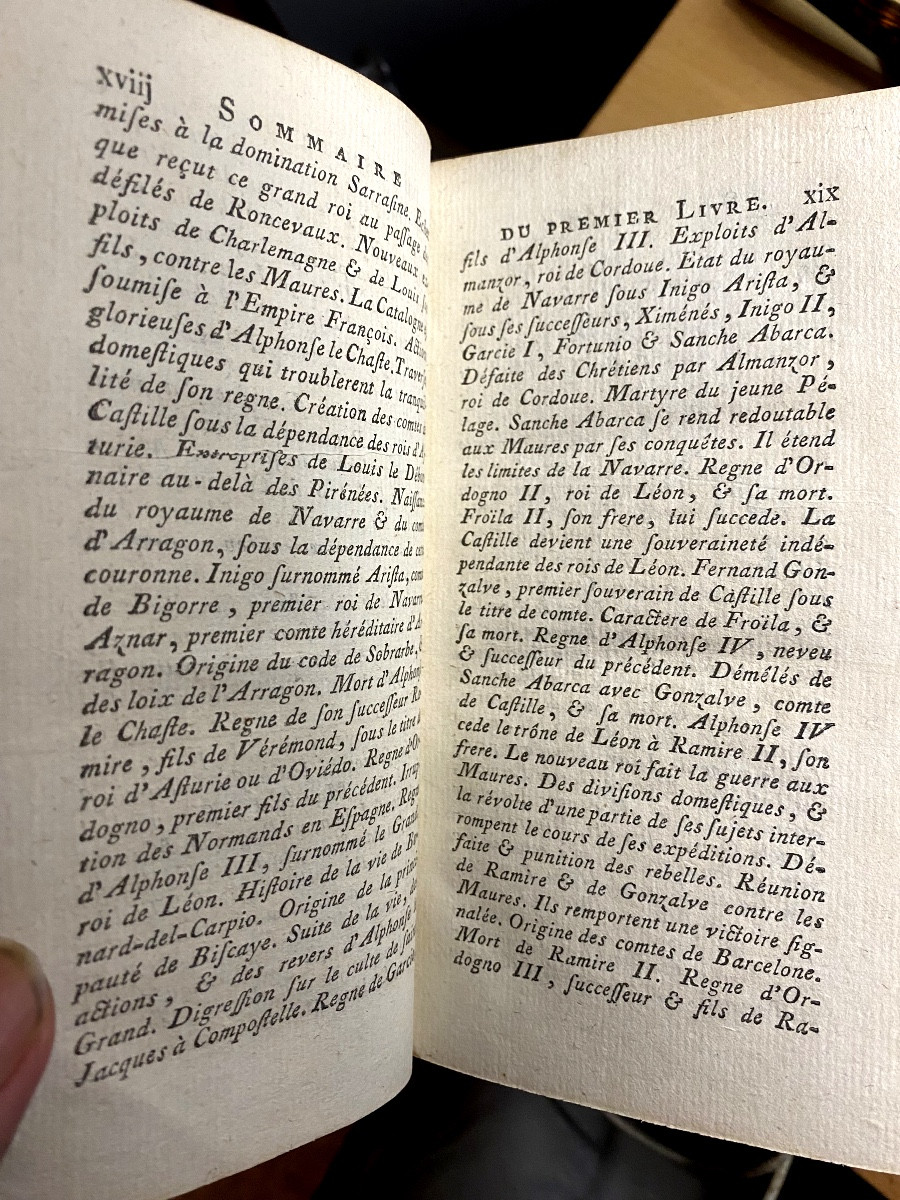 xviij SOMMAIRE
miſes à la domination Sarraſine.
que reçut ce grand roi au paſſage
défilés de Roncevaux. Nouveaux
ploits de Charlemagne & de Louis
fils, contre les Maures. La Catalogne
ſoumiſe à l'Empire François.
glorieuſes d'Alphonſe le Chaſte.
domeſtiques qui troublerent la
lité de ſon regne. Création des comtes
Caſtille ſous la dépendance des rois
turie. Entrepriſes de Louis le
naire au-delà des Pirénées.
du royaume de Navarre & du
d'Arragon, ſous la dépendance de
couronne. Inigo ſurnommé Ariſta,
de Bigorre, premier roi de
Aznar, premier comte héréditaire
ragon. Origine du code de Sobrarbe,
des loix de l'Arragon. Mort
le Chaſte. Regne de ſon ſucceſſeur
mire, fils de Vérémond, ſous le titre
roi d'Aſturie ou d'Oviédo. Regne
dogno, premier fils du précédent.
tion des Normands en Eſpagne,
d'Alphonſe III, ſurnommé le Grand
roi de Léon. Hiſtoire de la vie de
nard-del-Carpio. Origine de la
pauté de Biſcaye. Suite de la vie,
actions, & des revers d'Alphonſe
Grand. Digreſſion ſur le culte de
Jacques à Compoſtelle. Regne de
DU PREMIER LIVRE. xix
fils d'Alphonſe III. Exploits d'Al-
manzor, roi de Cordoue. Etat du royau-
me de Navarre ſous Inigo Ariſta, &
ſous ſes ſucceſſeurs, Ximénés, Inigo II,
Garcie I, Fortunio & Sanche Abarca.
Défaite des Chrétiens par Almanzor,
roi de Cordoue. Martyre du jeune Pé-
lage. Sanche Abarca ſe rend redoutable
aux Maures par ſes conquêtes. Il étend
les limites de la Navarre. Regne d'Or-
dogno II, roi de Léon, & ſa mort.
Froïla II, ſon frere, lui ſuccede. La
Caſtille devient une ſouveraineté indé-
pendante des rois de Léon. Fernand Gon-
zalve, premier ſouverain de Caſtille ſous
le titre de comte. Caractere de Froïla, &
ſa mort. Regne d'Alphonſe IV, neveu
& ſucceſſeur du précédent. Démêlés de
Sanche Abarca avec Gonzalve, comte
de Caſtille, & ſa mort. Alphonſe IV
cede le trône de Léon à Ramire II, ſon
frere. Le nouveau roi fait la guerre aux
Maures. Des diviſions domeſtiques, &
la révolte d'une partie de ſes ſujets inter-
rompent le cours de ſes expéditions. Dé-
faite & punition des rebelles. Réunion
de Ramire & de Gonzalve contre les
Maures. Ils remportent une victoire ſig-
nalée. Origine des comtes de Barcelone.
Mort de Ramire II. Regne d'Or-
dogno III, ſucceſſeur & fils de Ra-